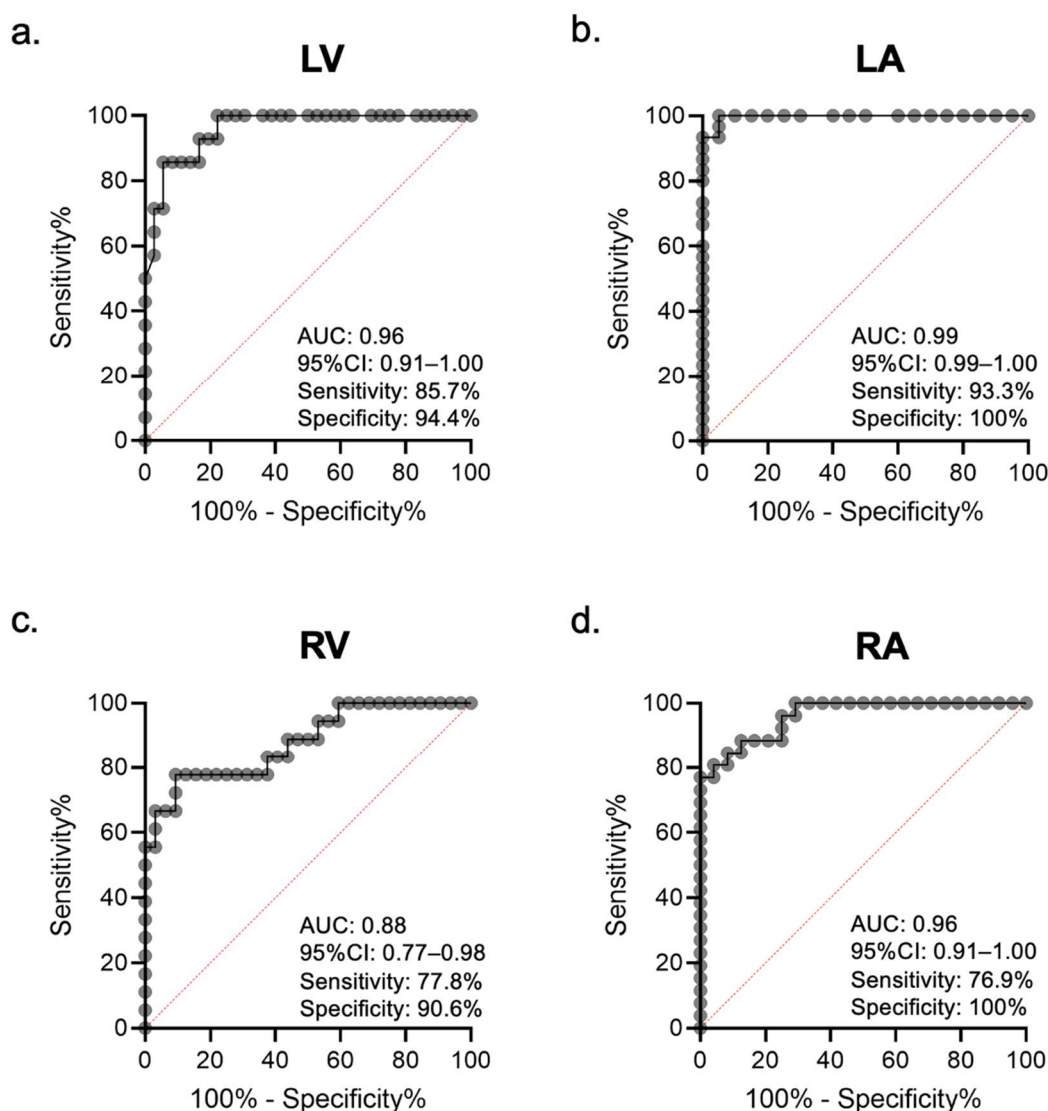 a.
LV
Sensitivity%
100
80
60
40
20
0
AUC: 0.96
95%CI: 0.91–1.00
Sensitivity: 85.7%
Specificity: 94.4%
0 20 40 60 80 100
100% - Specificity%
b.
LA
Sensitivity%
100
80
60
40
20
0
AUC: 0.99
95%CI: 0.99–1.00
Sensitivity: 93.3%
Specificity: 100%
0 20 40 60 80 100
100% - Specificity%
c.
RV
Sensitivity%
100
80
60
40
20
0
AUC: 0.88
95%CI: 0.77–0.98
Sensitivity: 77.8%
Specificity: 90.6%
0 20 40 60 80 100
100% - Specificity%
d.
RA
Sensitivity%
100
80
60
40
20
0
AUC: 0.96
95%CI: 0.91–1.00
Sensitivity: 76.9%
Specificity: 100%
0 20 40 60 80 100
100% - Specificity%